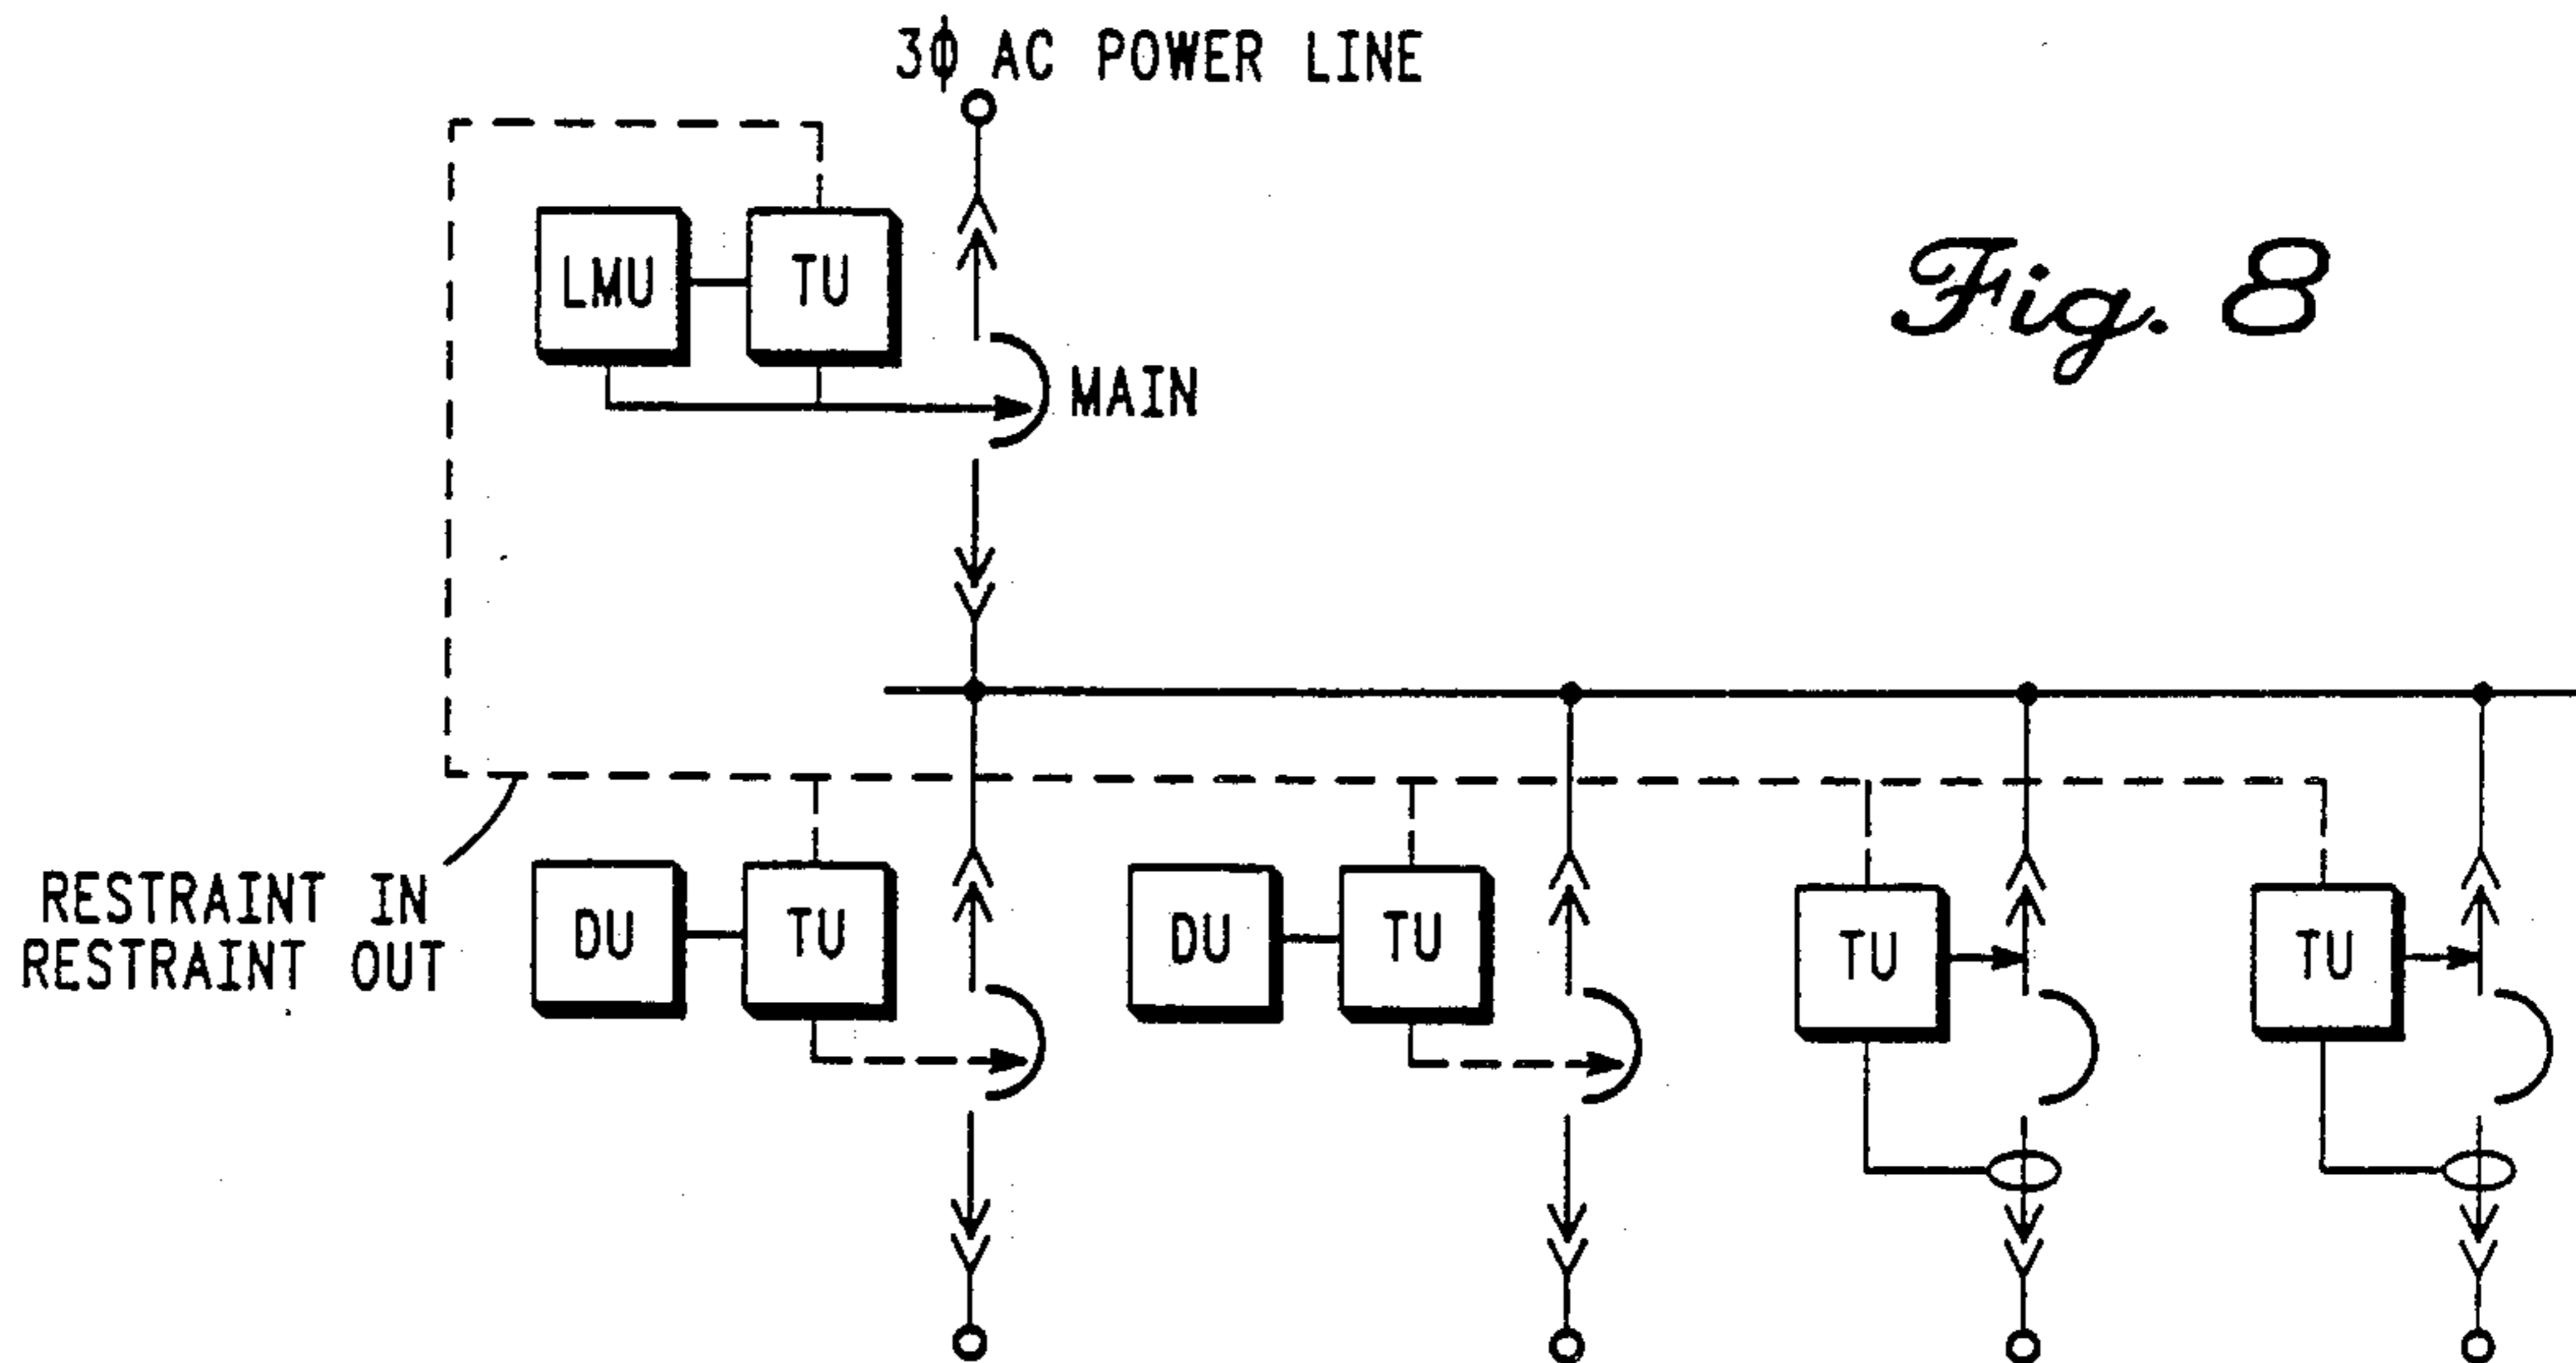 3ϕ AC POWER LINE
Fig. 8
LMU
TU
MAIN
RESTRAINT IN
RESTRAINT OUT
DU
TU
DU
TU
TU
TU